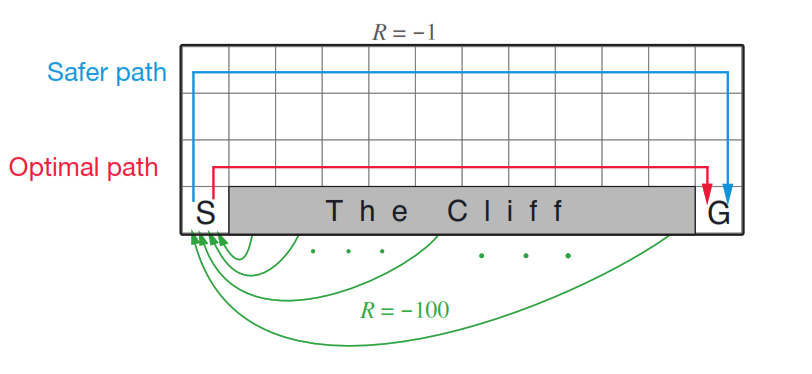 R = −1
Safer path
Optimal path
S
The Cliff
G
R = −100